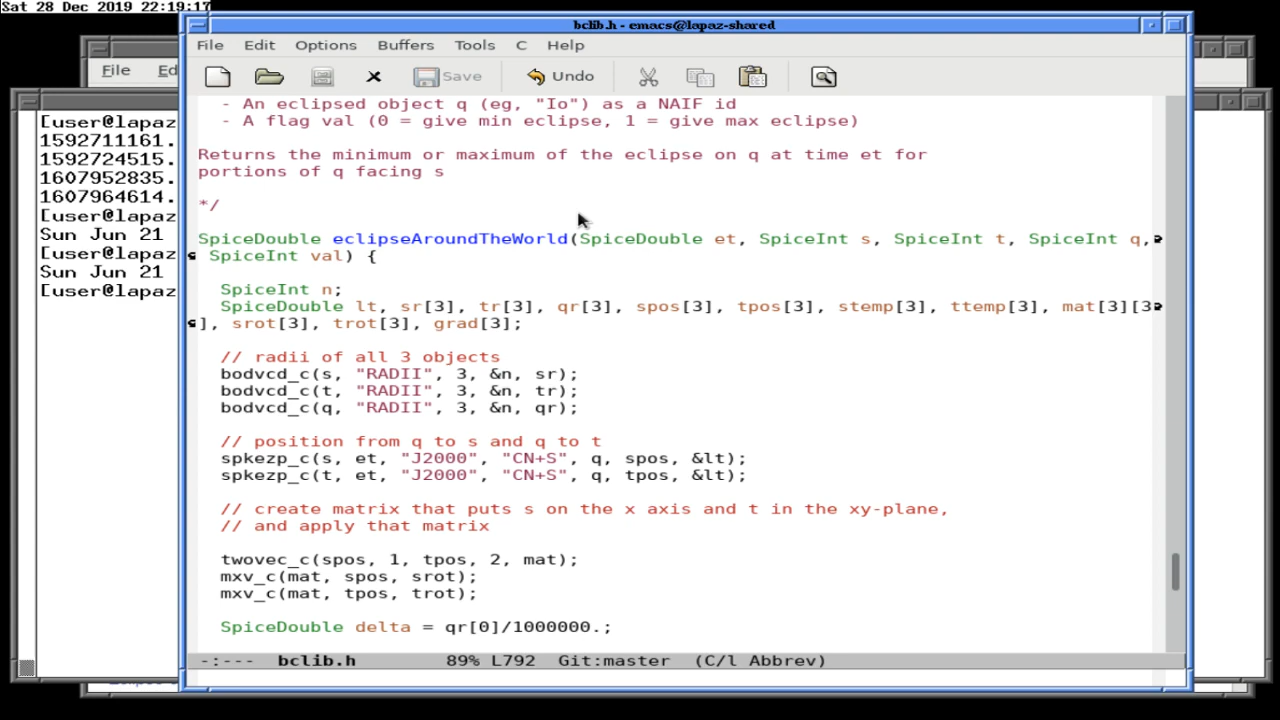 Sat 28 Dec 2019 22:19:17
bclib.h - emacs@lapaz-shared
File Ed
File Edit Options Buffers Tools C Help
Save Undo
[user@lapaz
1592711161.
1592724515.
1607952835.
1607964614.
[user@lapaz
Sun Jun 21
[user@lapaz
Sun Jun 21
[user@lapaz
- An eclipsed object q (eg, "Io") as a NAIF id
- A flag val (0 = give min eclipse, 1 = give max eclipse)
Returns the minimum or maximum of the eclipse on q at time et for
portions of q facing s
*/
SpiceDouble eclipseAroundTheWorld(SpiceDouble et, SpiceInt s, SpiceInt t, SpiceInt q,
SpiceInt val) {
SpiceInt n;
SpiceDouble lt, sr[3], tr[3], qr[3], spos[3], tpos[3], stemp[3], ttemp[3], mat[3][3
], srot[3], trot[3], grad[3];
// radii of all 3 objects
bodvcd_c(s, "RADII", 3, &n, sr);
bodvcd_c(t, "RADII", 3, &n, tr);
bodvcd_c(q, "RADII", 3, &n, qr);
// position from q to s and q to t
spkezp_c(s, et, "J2000", "CN+S", q, spos, &lt);
spkezp_c(t, et, "J2000", "CN+S", q, tpos, &lt);
// create matrix that puts s on the x axis and t in the xy-plane,
// and apply that matrix
twovec_c(spos, 1, tpos, 2, mat);
mxv_c(mat, spos, srot);
mxv_c(mat, tpos, trot);
SpiceDouble delta = qr[0]/1000000.;
-:--- bclib.h 89% L792 Git:master (C/l Abbrev)